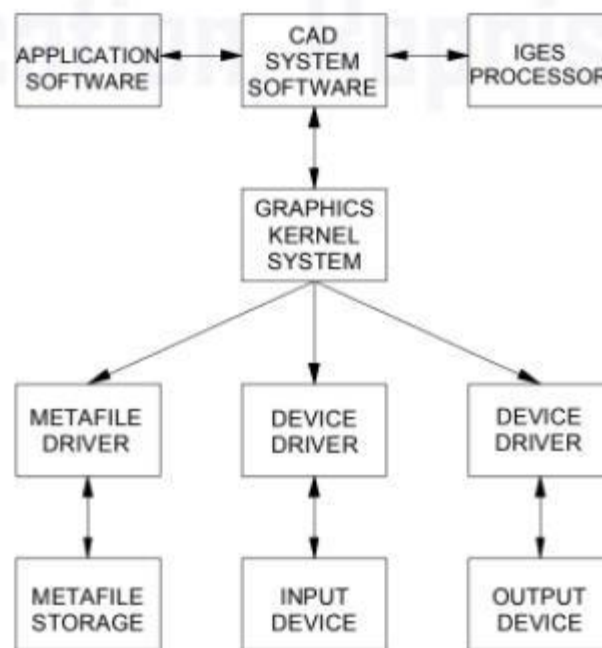 APPLICATION
SOFTWARE
CAD
SYSTEM
SOFTWARE
IGES
PROCESSOR
GRAPHICS
KERNEL
SYSTEM
METAFILE
DRIVER
DEVICE
DRIVER
DEVICE
DRIVER
METAFILE
STORAGE
INPUT
DEVICE
OUTPUT
DEVICE